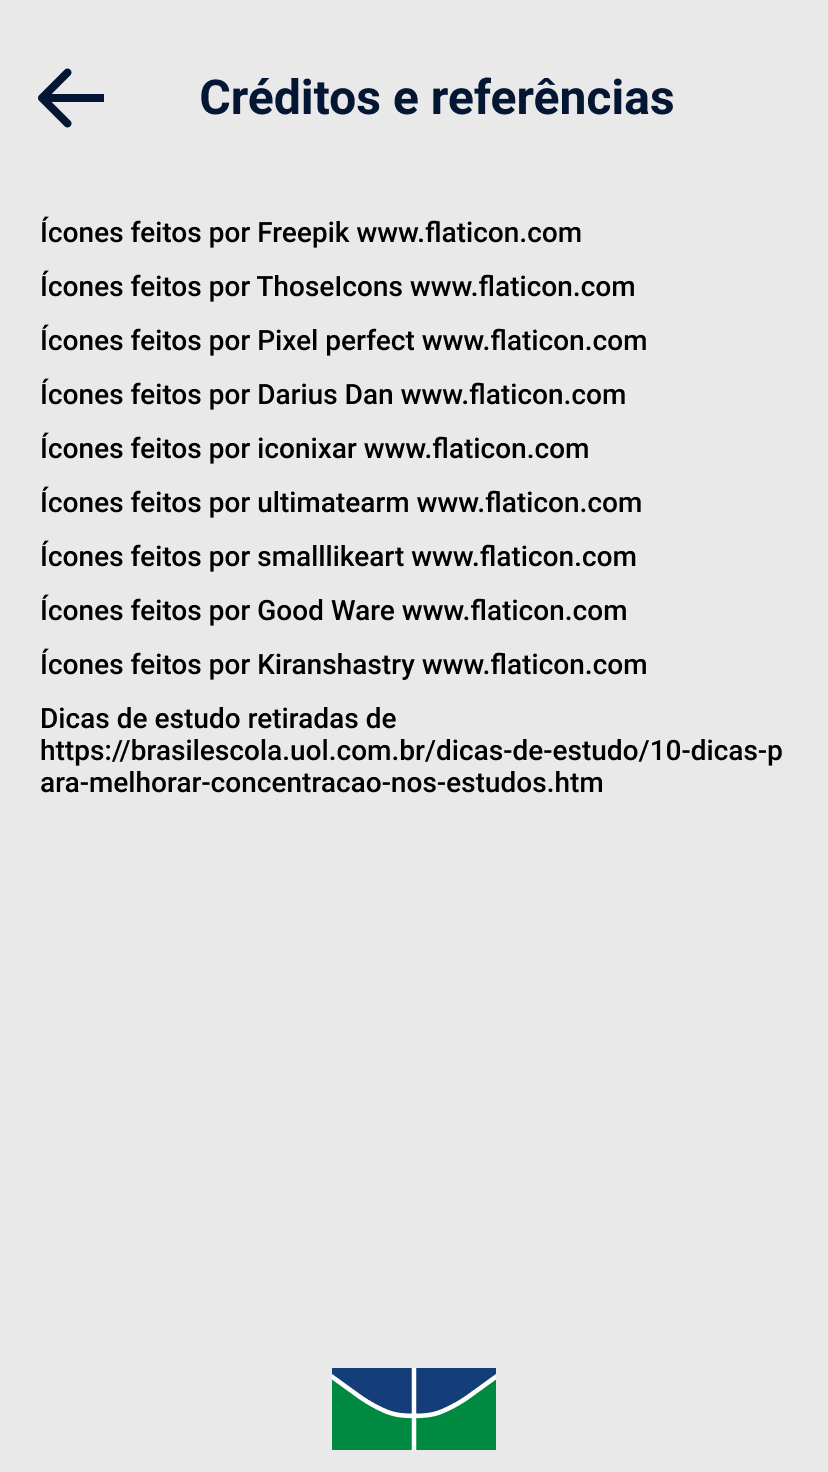 Créditos e referências
Ícones feitos por Freepik www.flaticon.com
Ícones feitos por ThoseIcons www.flaticon.com
Ícones feitos por Pixel perfect www.flaticon.com
Ícones feitos por Darius Dan www.flaticon.com
Ícones feitos por iconixar www.flaticon.com
Ícones feitos por ultimatearm www.flaticon.com
Ícones feitos por smalllikeart www.flaticon.com
Ícones feitos por Good Ware www.flaticon.com
Ícones feitos por Kiranshastry www.flaticon.com
Dicas de estudo retiradas de
https://brasilescola.uol.com.br/dicas-de-estudo/10-dicas-p
ara-melhorar-concentracao-nos-estudos.htm